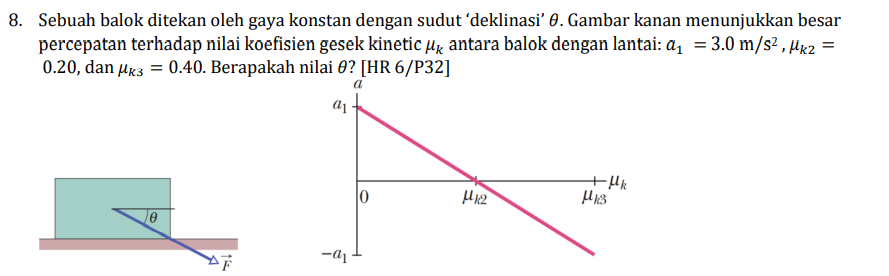 8. Sebuah balok ditekan oleh gaya konstan dengan sudut ‘deklinasi’ θ. Gambar kanan menunjukkan besar
percepatan terhadap nilai koefisien gesek kinetic μₖ antara balok dengan lantai: a₁ = 3.0 m/s² , μₖ₂ =
0.20, dan μₖ₃ = 0.40. Berapakah nilai θ? [HR 6/P32]
a
a₁
μₖ
0
μₖ₂
μₖ₃
θ
−a₁
F⃗